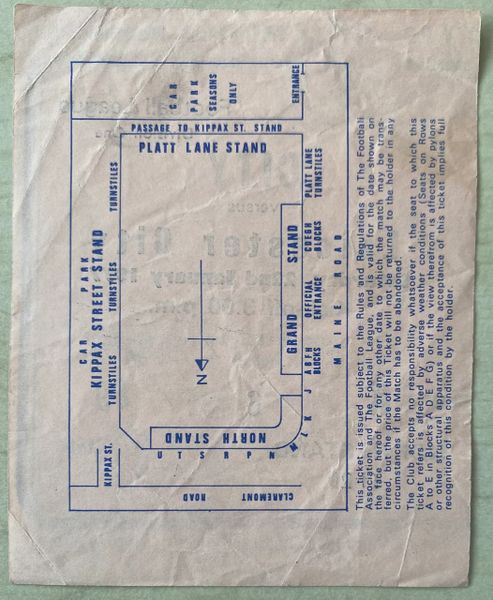 CAR
PARK
SEASONS
ONLY
ENTRANCE
PASSAGE TO KIPPAX ST. STAND
PLATT LANE STAND
TURNSTILES
TURNSTILES
TURNSTILES
CAR PARK
KIPPAX STREET STAND
PLATT LANE
TURNSTILES
CDEGH
BLOCKS
GRAND STAND
OFFICIAL
ENTRANCE
ABFH
BLOCKS
MAINE ROAD
N
NORTH STAND
U T S R P N M L K J
KIPPAX ST.
CLAREMONT
ROAD
This ticket is issued subject to the Rules and Regulations of The Football
Association and The Football League, and is valid for the date shown on
the face hereof or for any other date to which the match may be trans-
ferred, but the price of this Ticket will not be returned to the holder in any
circumstances if the Match has to be abandoned.
The Club accepts no responsibility whatsoever if the seat to which this
ticket refers is affected by adverse weather conditions (Seats on Rows
A to E in Blocks A D E F G) or if the view therefrom is affected by pylons
or other structural apparatus and the acceptance of this ticket implies full
recognition of this condition by the holder.